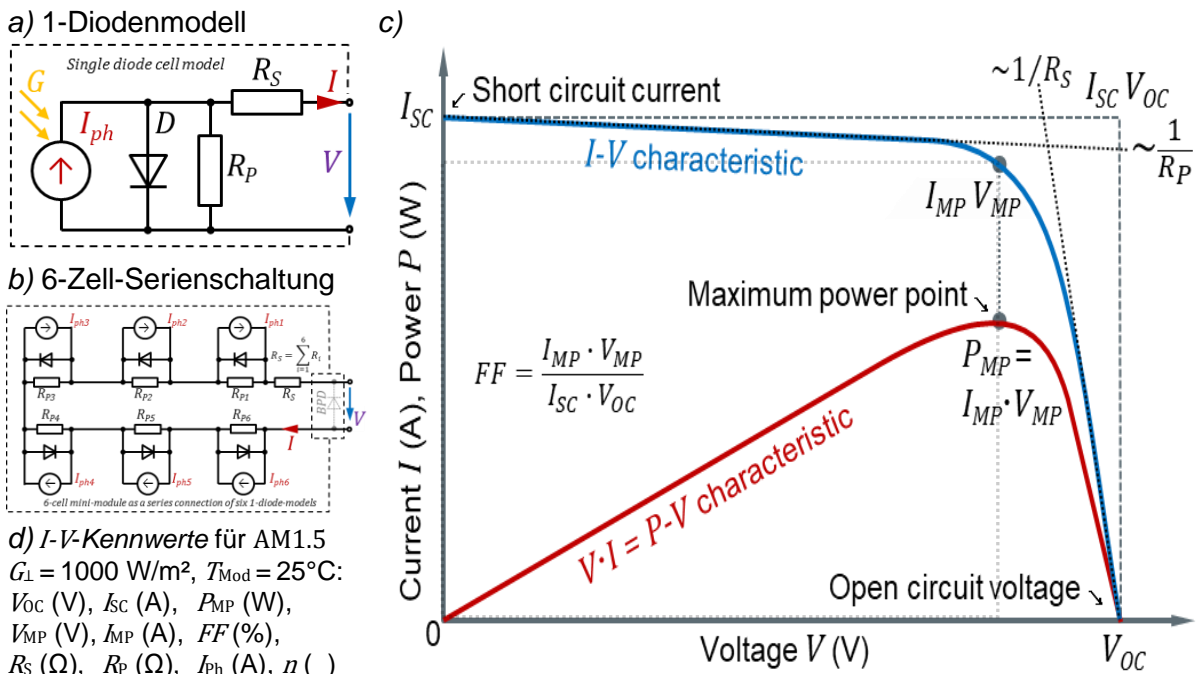 a) 1-Diodenmodell
Single diode cell model
G
I_ph
D
R_P
R_S
I
V
b) 6-Zell-Serienschaltung
I_ph3
I_ph2
I_ph1
R_S = ∑_{i=1}^{6} R_i
R_P3
R_P2
R_P1
R_S
BPD
V
R_P4
R_P5
R_P6
I
I_ph4
I_ph5
I_ph6
6-cell mini-module as a series connection of six 1-diode-models
d) I-V-Kennwerte für AM1.5
G⊥ = 1000 W/m², T_Mod = 25°C:
V_OC (V), I_SC (A), P_MP (W),
V_MP (V), I_MP (A), FF (%),
R_S (Ω), R_P (Ω), I_Ph (A), n ( )
c)
Current I (A), Power P (W)
I_SC
Short circuit current
~1/R_S
I_SC V_OC
I-V characteristic
~ 1/R_P
I_MP V_MP
Maximum power point
FF = (I_MP · V_MP)/(I_SC · V_OC)
P_MP =
I_MP·V_MP
V·I = P-V characteristic
Open circuit voltage
0
Voltage V (V)
V_OC